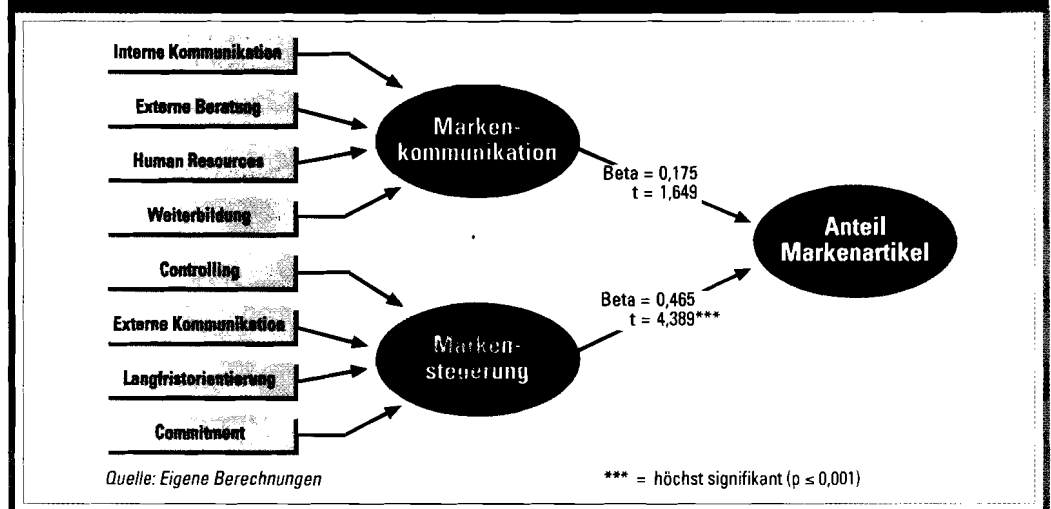 Interne Kommunikation
Externe Beratung
Human Resources
Weiterbildung
Controlling
Externe Kommunikation
Langfristorientierung
Commitment
Marken-
kommunikation
Marken-
steuerung
Beta = 0,175
t = 1,649
Beta = 0,465
t = 4,389***
Anteil
Markenartikel
Quelle: Eigene Berechnungen
*** = höchst signifikant (p ≤ 0,001)